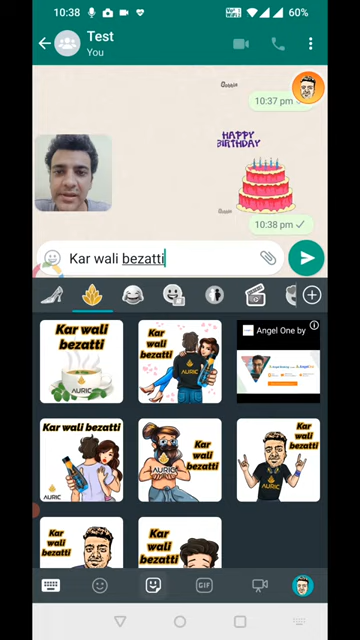 10:38
60%
Test
You
Bobble
10:37 pm
HAPPY
BIRTHDAY
Bobble
10:38 pm
Kar wali bezatti
Kar wali
bezatti
AURIC
Kar wali
bezatti
AURIC
Angel One by
Kar wali bezatti
AURIC
Kar wali
bezatti
AURIC
Kar
wali
bezatti
AURIC
Kar wali
bezatti
Kar wali
bezatti
GIF